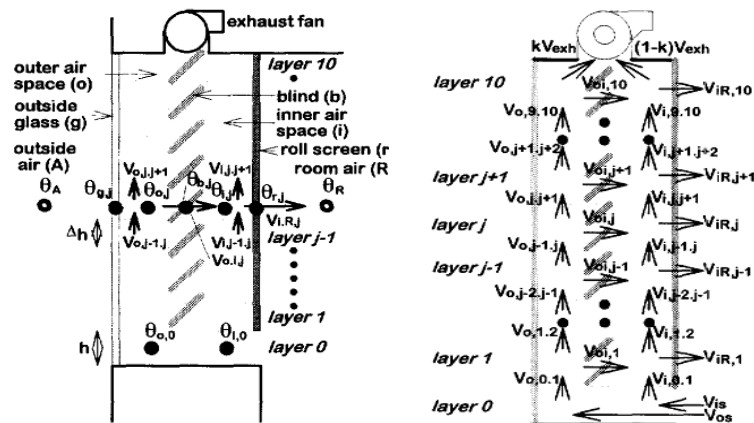 exhaust fan
layer 10
outer air
space (o)
outside
glass (g)
outside
air (A)
blind (b)
inner air
space (i)
roll screen (r
room air (R
θA
θg,j
Vo,j,j+1
θo,j
θb,j
Vi,j,j+1
θi,j
θr,j
θR
Δh
Vo,j-1,j
Vi,j-1,j
Vi,R,j
Vo,i,j
layer j-1
layer 1
h
θo,0
θi,0
layer 0
kVexh
(1-k)Vexh
layer 10
Voi,10
ViR,10
Vo,9.10
Vi,9.10
Vo,j+1.j+2
Vi,j+1.j+2
layer j+1
Voi,j+1
ViR,j+1
Vo,j,j+1
Vi,j,j+1
layer j
Voi,j
ViR,j
Vo,j-1.j
Vi,j-1.j
layer j-1
Voi,j-1
ViR,j-1
Vo,j-2.j-1
Vi,j-2.j-1
Vo,1.2
Vi,1.2
layer 1
Voi,1
ViR,1
Vo,0.1
Vi,0.1
layer 0
Vis
Vos